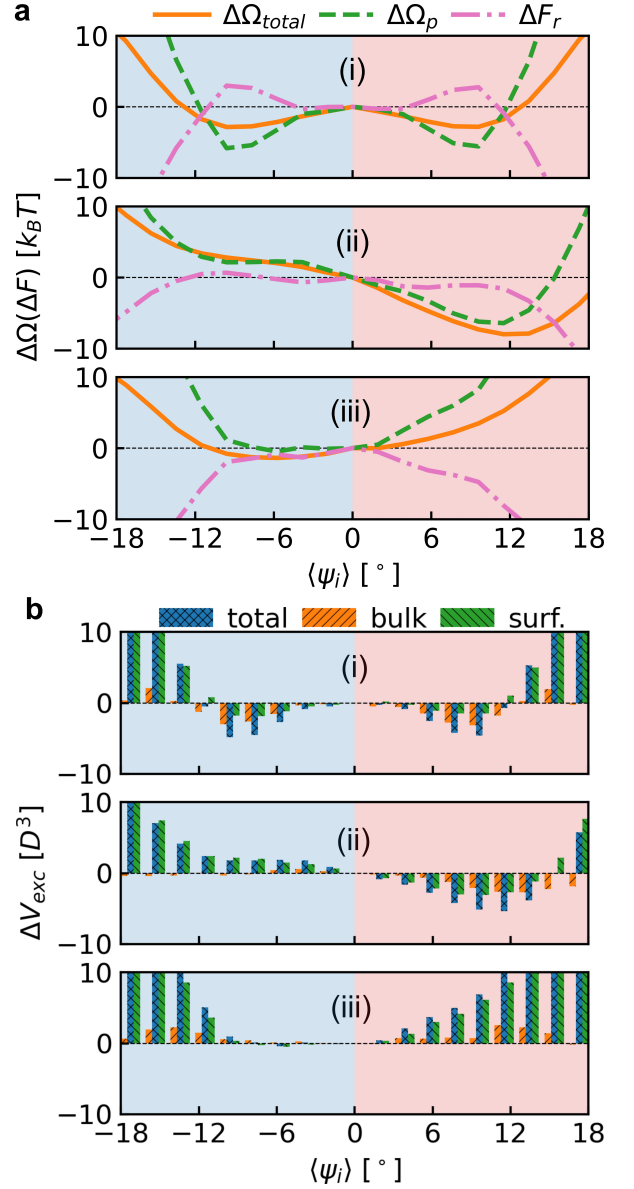 a
ΔΩ_total ΔΩ_p ΔF_r
10
(i)
0
−10
10
(ii)
0
−10
10
(iii)
0
−10
ΔΩ(ΔF) [k_BT]
−18 −12 −6 0 6 12 18
⟨ψ_i⟩ [°]
b
total bulk surf.
10
(i)
0
−10
10
(ii)
0
−10
10
(iii)
0
−10
ΔV_exc [D³]
−18 −12 −6 0 6 12 18
⟨ψ_i⟩ [°]